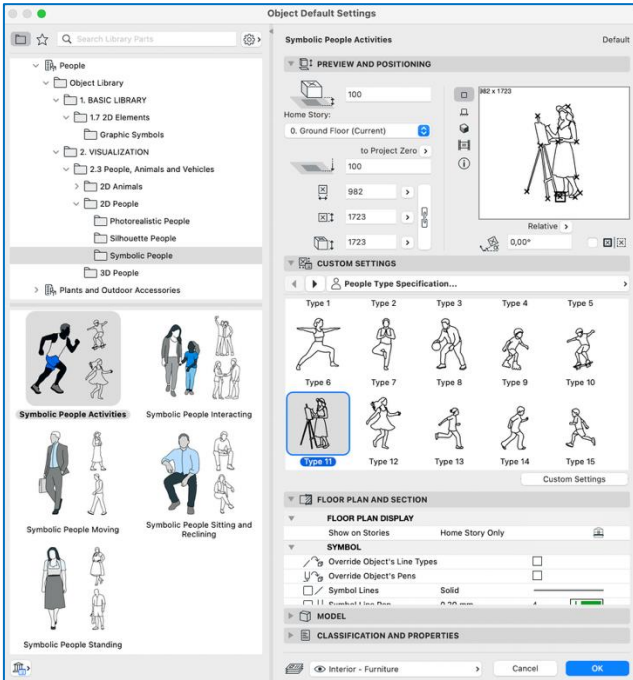 Object Default Settings
Search Library Parts
People
Object Library
1. BASIC LIBRARY
1.7 2D Elements
Graphic Symbols
2. VISUALIZATION
2.3 People, Animals and Vehicles
2D Animals
2D People
Photorealistic People
Silhouette People
Symbolic People
3D People
Plants and Outdoor Accessories
Symbolic People Activities
Symbolic People Interacting
Symbolic People Moving
Symbolic People Sitting and
Reclining
Symbolic People Standing
Symbolic People Activities
Default
PREVIEW AND POSITIONING
100
Home Story:
0. Ground Floor (Current)
to Project Zero
100
982
1723
1723
982 x 1723
Relative
0,00°
CUSTOM SETTINGS
People Type Specification...
Type 1 Type 2 Type 3 Type 4 Type 5
Type 6 Type 7 Type 8 Type 9 Type 10
Type 11 Type 12 Type 13 Type 14 Type 15
Custom Settings
FLOOR PLAN AND SECTION
FLOOR PLAN DISPLAY
Show on Stories Home Story Only
SYMBOL
Override Object's Line Types
Override Object's Pens
Symbol Lines Solid
Symbol Line Pen 0.20 mm 4
MODEL
CLASSIFICATION AND PROPERTIES
Interior - Furniture
Cancel
OK